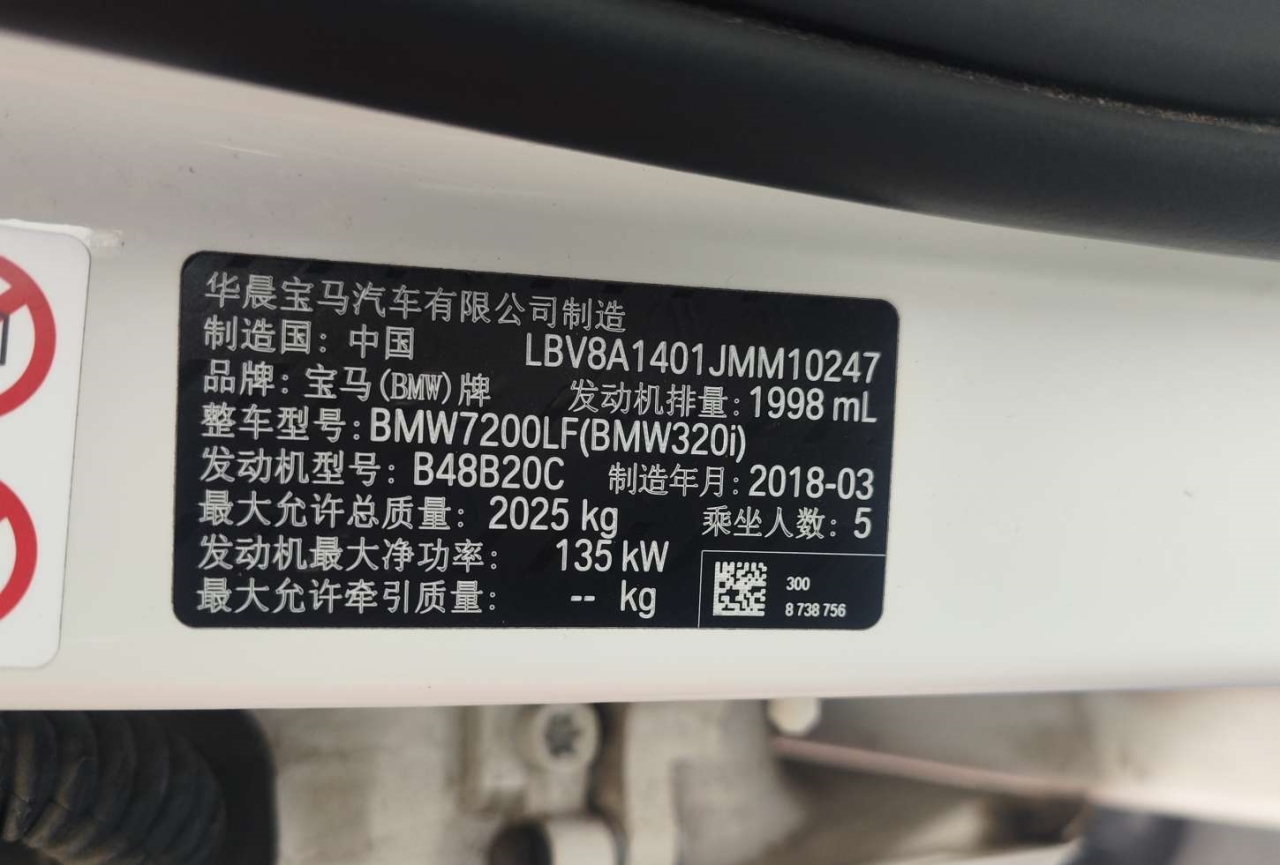 华晨宝马汽车有限公司制造
制造国：中国 LBV8A1401JMM10247
品牌：宝马(BMW)牌 发动机排量：1998 mL
整车型号：BMW7200LF(BMW320i)
发动机型号：B48B20C 制造年月：2018-03
最大允许总质量：2025 kg 乘坐人数：5
发动机最大净功率：135 kW
最大允许牵引质量：-- kg
300
8 738 756